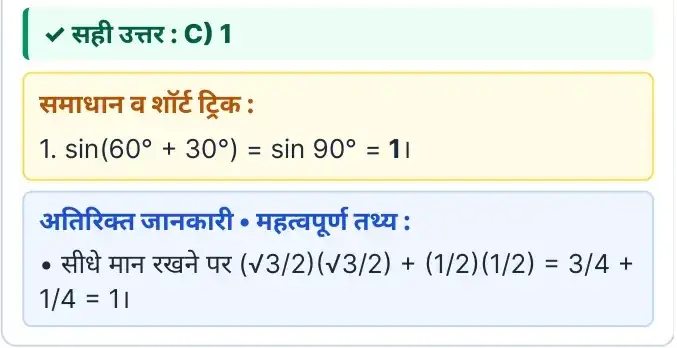 ✓ सही उत्तर : C) 1
समाधान व शॉर्ट ट्रिक :
1. sin(60° + 30°) = sin 90° = 1।
अतिरिक्त जानकारी • महत्वपूर्ण तथ्य :
• सीधे मान रखने पर (√3/2)(√3/2) + (1/2)(1/2) = 3/4 +
1/4 = 1।